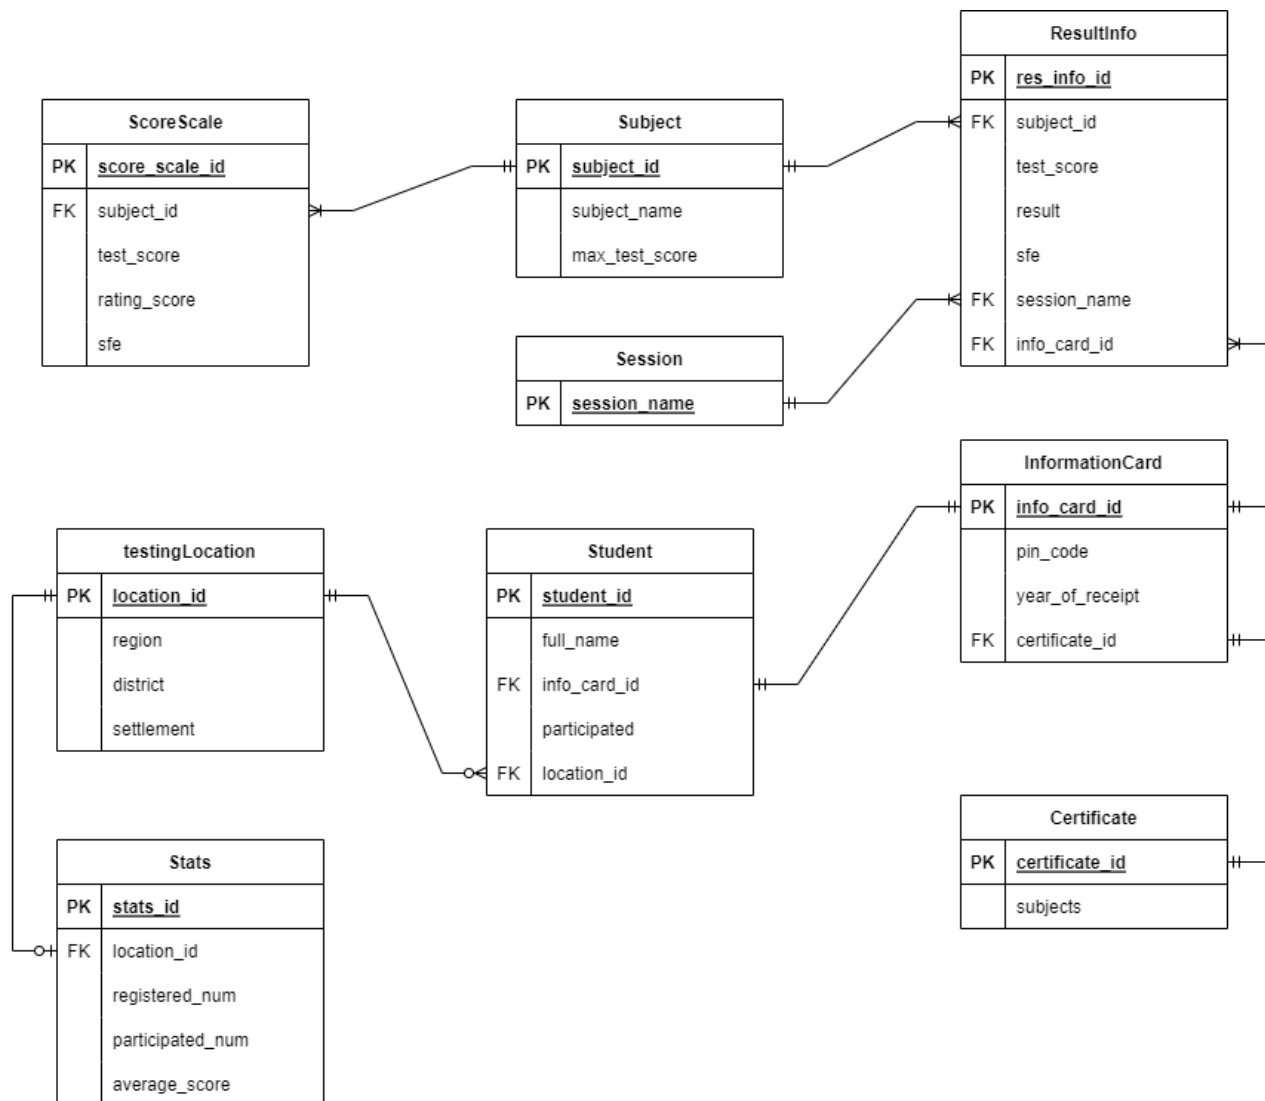 ResultInfo
PK res_info_id
FK subject_id
test_score
result
sfe
FK session_name
FK info_card_id
ScoreScale
PK score_scale_id
FK subject_id
test_score
rating_score
sfe
Subject
PK subject_id
subject_name
max_test_score
Session
PK session_name
InformationCard
PK info_card_id
pin_code
year_of_receipt
FK certificate_id
testingLocation
PK location_id
region
district
settlement
Student
PK student_id
full_name
FK info_card_id
participated
FK location_id
Certificate
PK certificate_id
subjects
Stats
PK stats_id
FK location_id
registered_num
participated_num
average_score